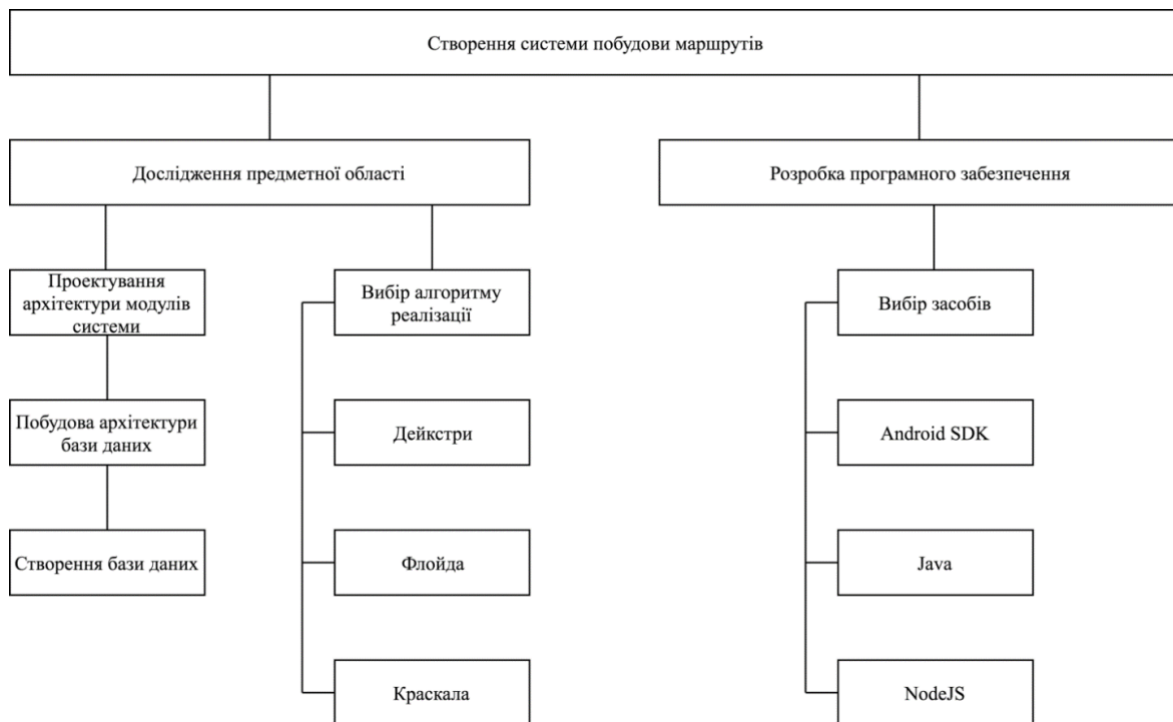 Створення системи побудови маршрутів
Дослідження предметної області
Розробка програмного забезпечення
Проектування
архітектури модулів
системи
Вибір алгоритму
реалізації
Вибір засобів
Побудова архітектури
бази даних
Дейкстри
Android SDK
Створення бази даних
Флойда
Java
Краскала
NodeJS